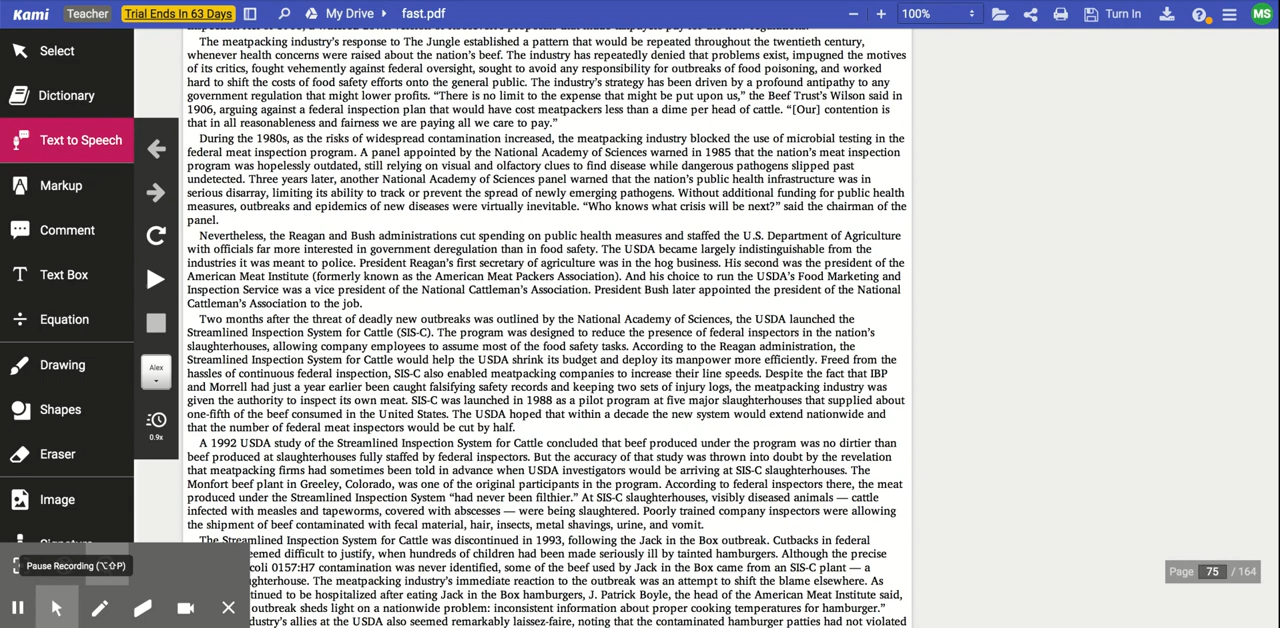 Kami Teacher Trial Ends In 63 Days My Drive fast.pdf 100% Turn In MS
Select
Dictionary
Text to Speech
Markup
Comment
Text Box
Equation
Drawing
Shapes
Eraser
Image
Alex
0.9x
Pause Recording (⌥⇧P)
The meatpacking industry's response to The Jungle established a pattern that would be repeated throughout the twentieth century,
whenever health concerns were raised about the nation's beef. The industry has repeatedly denied that problems exist, impugned the motives
of its critics, fought vehemently against federal oversight, sought to avoid any responsibility for outbreaks of food poisoning, and worked
hard to shift the costs of food safety efforts onto the general public. The industry's strategy has been driven by a profound antipathy to any
government regulation that might lower profits. “There is no limit to the expense that might be put upon us,” the Beef Trust's Wilson said in
1906, arguing against a federal inspection plan that would have cost meatpackers less than a dime per head of cattle. “[Our] contention is
that in all reasonableness and fairness we are paying all we care to pay.”
During the 1980s, as the risks of widespread contamination increased, the meatpacking industry blocked the use of microbial testing in the
federal meat inspection program. A panel appointed by the National Academy of Sciences warned in 1985 that the nation's meat inspection
program was hopelessly outdated, still relying on visual and olfactory clues to find disease while dangerous pathogens slipped past
undetected. Three years later, another National Academy of Sciences panel warned that the nation's public health infrastructure was in
serious disarray, limiting its ability to track or prevent the spread of newly emerging pathogens. Without additional funding for public health
measures, outbreaks and epidemics of new diseases were virtually inevitable. “Who knows what crisis will be next?” said the chairman of the
panel.
Nevertheless, the Reagan and Bush administrations cut spending on public health measures and staffed the U.S. Department of Agriculture
with officials far more interested in government deregulation than in food safety. The USDA became largely indistinguishable from the
industries it was meant to police. President Reagan's first secretary of agriculture was in the hog business. His second was the president of the
American Meat Institute (formerly known as the American Meat Packers Association). And his choice to run the USDA's Food Marketing and
Inspection Service was a vice president of the National Cattleman's Association. President Bush later appointed the president of the National
Cattleman's Association to the job.
Two months after the threat of deadly new outbreaks was outlined by the National Academy of Sciences, the USDA launched the
Streamlined Inspection System for Cattle (SIS-C). The program was designed to reduce the presence of federal inspectors in the nation's
slaughterhouses, allowing company employees to assume most of the food safety tasks. According to the Reagan administration, the
Streamlined Inspection System for Cattle would help the USDA shrink its budget and deploy its manpower more efficiently. Freed from the
hassles of continuous federal inspection, SIS-C also enabled meatpacking companies to increase their line speeds. Despite the fact that IBP
and Morrell had just a year earlier been caught falsifying safety records and keeping two sets of injury logs, the meatpacking industry was
given the authority to inspect its own meat. SIS-C was launched in 1988 as a pilot program at five major slaughterhouses that supplied about
one-fifth of the beef consumed in the United States. The USDA hoped that within a decade the new system would extend nationwide and
that the number of federal meat inspectors would be cut by half.
A 1992 USDA study of the Streamlined Inspection System for Cattle concluded that beef produced under the program was no dirtier than
beef produced at slaughterhouses fully staffed by federal inspectors. But the accuracy of that study was thrown into doubt by the revelation
that meatpacking firms had sometimes been told in advance when USDA investigators would be arriving at SIS-C slaughterhouses. The
Monfort beef plant in Greeley, Colorado, was one of the original participants in the program. According to federal inspectors there, the meat
produced under the Streamlined Inspection System “had never been filthier.” At SIS-C slaughterhouses, visibly diseased animals — cattle
infected with measles and tapeworms, covered with abscesses — were being slaughtered. Poorly trained company inspectors were allowing
the shipment of beef contaminated with fecal material, hair, insects, metal shavings, urine, and vomit.
The Streamlined Inspection System for Cattle was discontinued in 1993, following the Jack in the Box outbreak. Cutbacks in federal
eemed difficult to justify, when hundreds of children had been made seriously ill by tainted hamburgers. Although the precise
coli 0157:H7 contamination was never identified, some of the beef used by Jack in the Box came from an SIS-C plant — a
ghterhouse. The meatpacking industry's immediate reaction to the outbreak was an attempt to shift the blame elsewhere. As
tinued to be hospitalized after eating Jack in the Box hamburgers, J. Patrick Boyle, the head of the American Meat Institute said,
outbreak sheds light on a nationwide problem: inconsistent information about proper cooking temperatures for hamburger.”
dustry's allies at the USDA also seemed remarkably laissez-faire, noting that the contaminated hamburger patties had not violated
Page 75 / 164